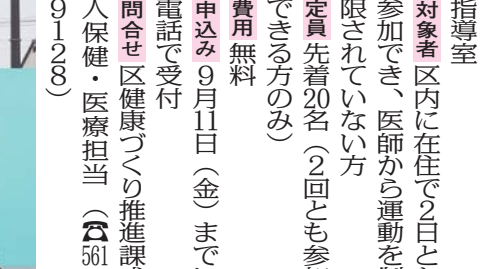 指導室
対象者 区内に在住で2日と
参加でき、医師から運動を制
限されていない方
定員 先着20名（2回とも参加
できる方のみ）
費用 無料
申込み 9月11日（金）まで
電話で受付
問合せ 区健康づくり推進課
人保健・医療担当（☎561
9128）